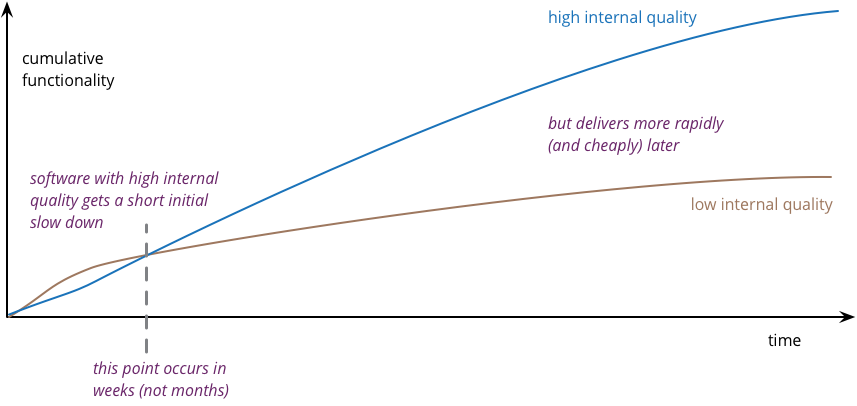 high internal quality
cumulative
functionality
but delivers more rapidly
(and cheaply) later
software with high internal
quality gets a short initial
slow down
low internal quality
time
this point occurs in
weeks (not months)